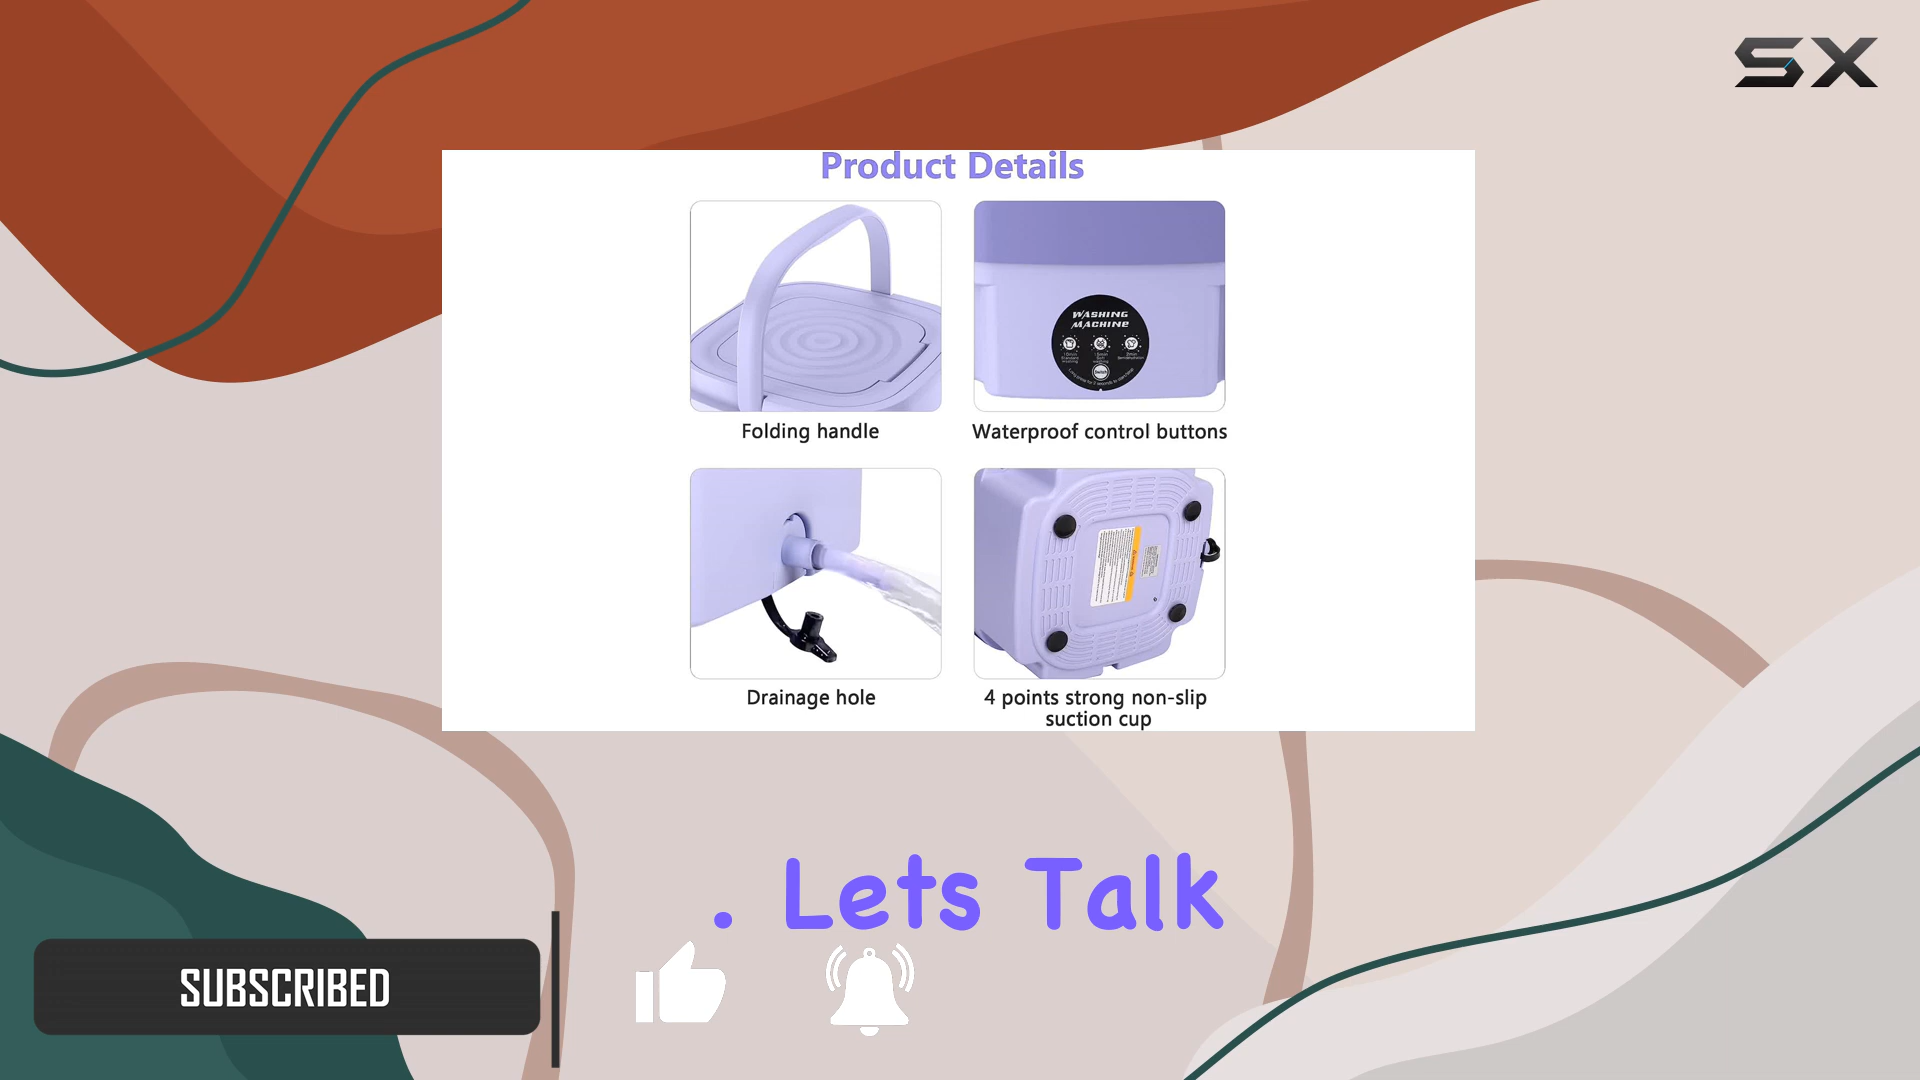 SX
Product Details
WASHING
MACHINE
Folding handle
Waterproof control buttons
Drainage hole
4 points strong non-slip
suction cup
. Lets Talk
SUBSCRIBED